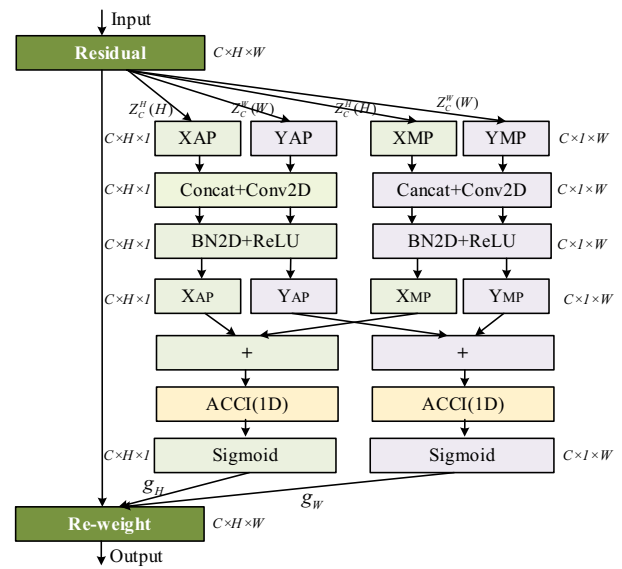 Input
Residual C×H×W
Z_C^H(H) Z_C^W(W) Z_C^H(H) Z_C^W(W)
C×H×1 XAP YAP XMP YMP C×1×W
C×H×1 Concat+Conv2D Cancat+Conv2D C×1×W
C×H×1 BN2D+ReLU BN2D+ReLU C×1×W
C×H×1 XAP YAP XMP YMP C×1×W
+ +
ACCI(1D) ACCI(1D)
C×H×1 Sigmoid Sigmoid C×1×W
g_H g_W
Re-weight C×H×W
Output